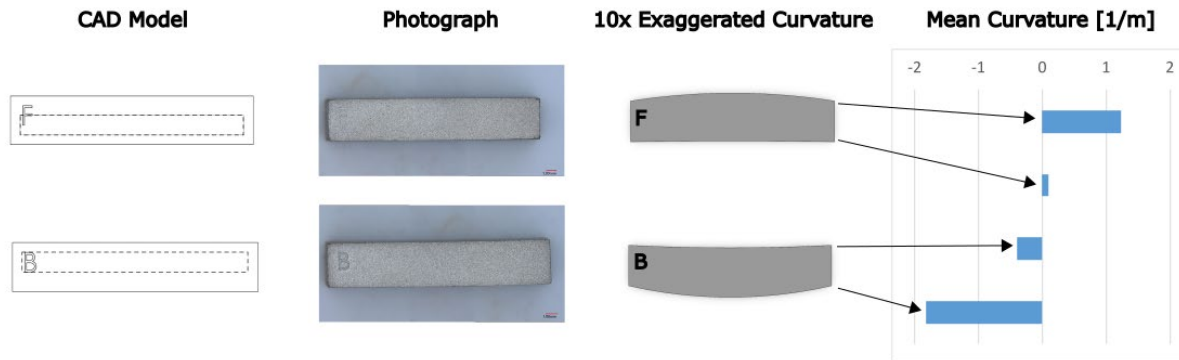 CAD Model Photograph 10x Exaggerated Curvature Mean Curvature [1/m]
-2 -1 0 1 2
F F
B B B